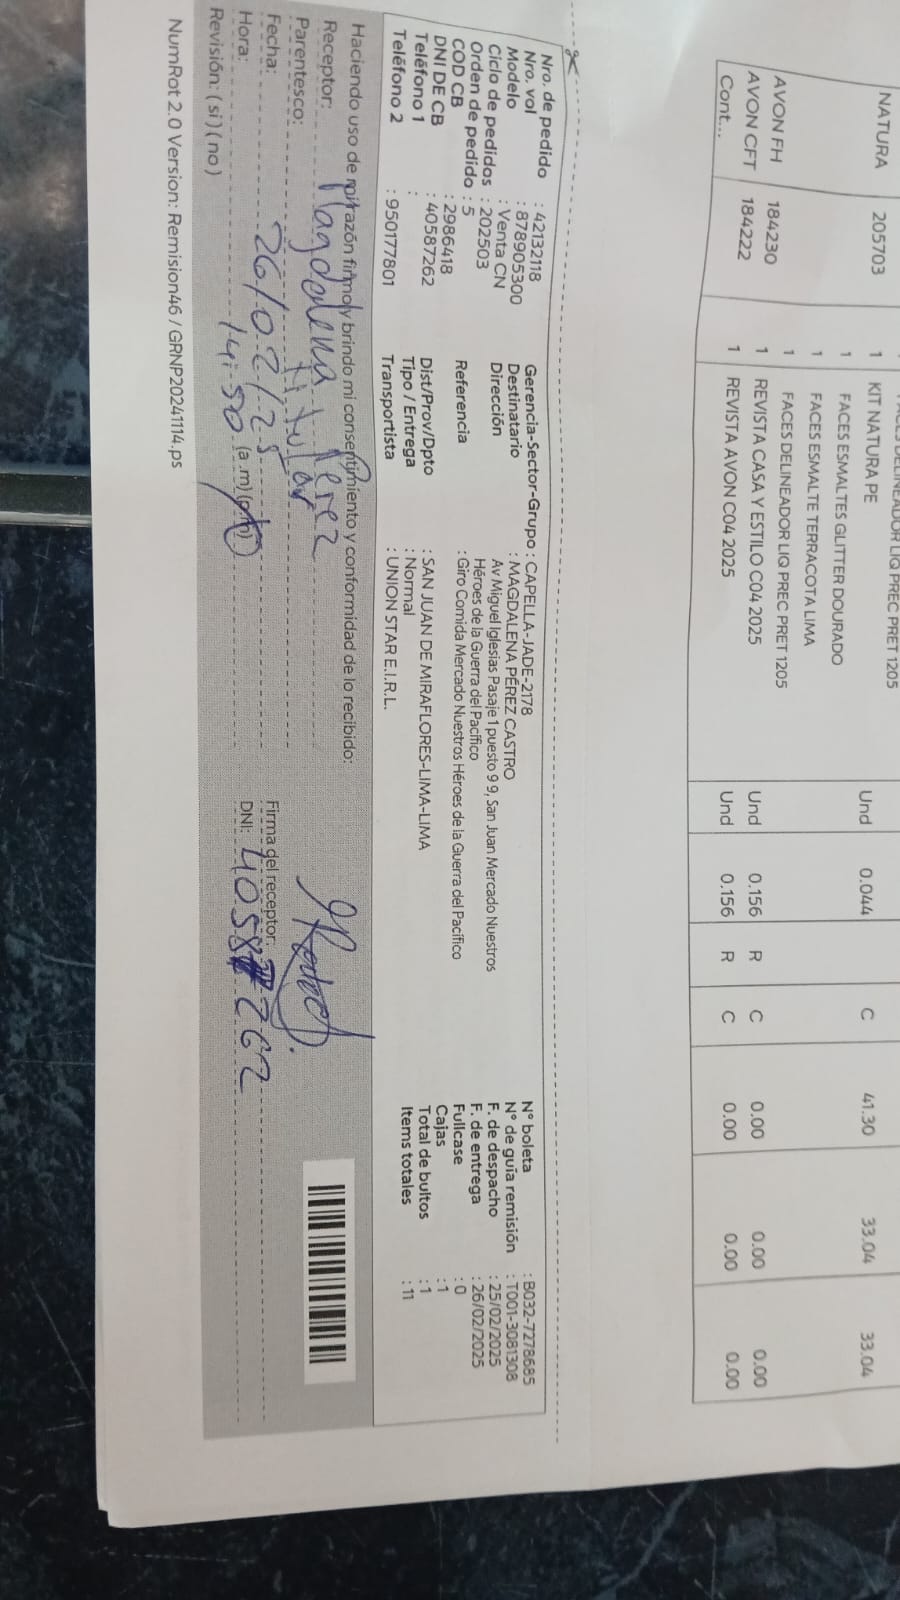 FACES DELINEADOR LIQ PREC PRET 1205
NATURA 205703 1 KIT NATURA PE Und 0.044 C 41.30 33.04 33.04
1 FACES ESMALTES GLITTER DOURADO
1 FACES ESMALTE TERRACOTA LIMA
1 FACES DELINEADOR LIQ PREC PRET 1205
AVON FH 184230 1 REVISTA CASA Y ESTILO C04 2025 Und 0.156 R C 0.00 0.00 0.00
AVON CFT 184222 1 REVISTA AVON C04 2025 Und 0.156 R C 0.00 0.00 0.00
Cont...
Nro. de pedido : 42132118
Nro. vol : 878905300
Modelo : Venta CN
Ciclo de pedidos : 202503
Orden de pedido : 5
COD CB : 2986418
DNI DE CB : 40587262
Teléfono 1 :
Teléfono 2 : 950177801
Gerencia-Sector-Grupo : CAPELLA-JADE-2178
Destinatario : MAGDALENA PÉREZ CASTRO
Dirección : Av Miguel Iglesias Pasaje 1 puesto 9 9, San Juan Mercado Nuestros
Héroes de la Guerra del Pacífico
Referencia : Giro Comida Mercado Nuestros Héroes de la Guerra del Pacífico
Dist/Prov/Dpto : SAN JUAN DE MIRAFLORES-LIMA-LIMA
Tipo / Entrega : Normal
Transportista : UNION STAR E.I.R.L.
N° boleta : B032-7278685
N° de guía remisión : T001-3081308
F. de despacho : 25/02/2025
F. de entrega : 26/02/2025
Fullcase : 0
Cajas : 1
Total de bultos : 1
Items totales : 11
Haciendo uso de mi razón firmo y brindo mi consentimiento y conformidad de lo recibido:
Receptor: Magdalena Perez
Parentesco: titular
Fecha: 26/02/25
Hora: 14:50 (a.m) (pm)
Revisión: ( si ) ( no )
Firma del receptor:
DNI: 40587262
NumRot 2.0 Version: Remision46 / GRNP20241114.ps